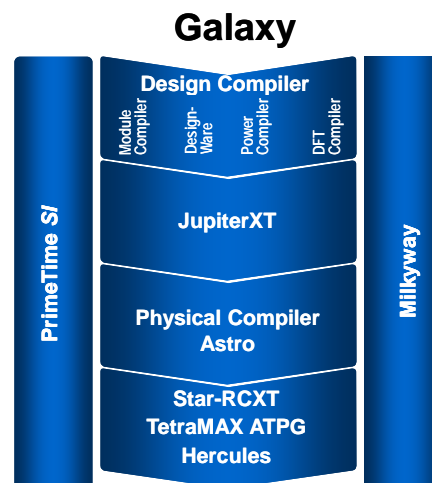 Galaxy
PrimeTime SI
Design Compiler
Module
Compiler
Design-
Ware
Power
Compiler
DFT
Compiler
JupiterXT
Physical Compiler
Astro
Star-RCXT
TetraMAX ATPG
Hercules
Milkyway